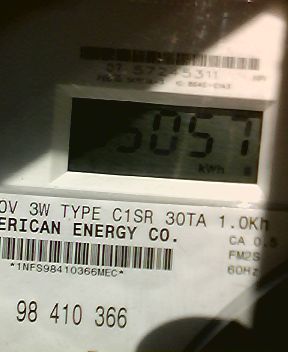 5057
kWh
0V 3W TYPE C1SR 30TA 1.0Kh
ERICAN ENERGY CO.
CA 0.5
FM2S
60Hz
*1NFS98410366MEC*
98 410 366